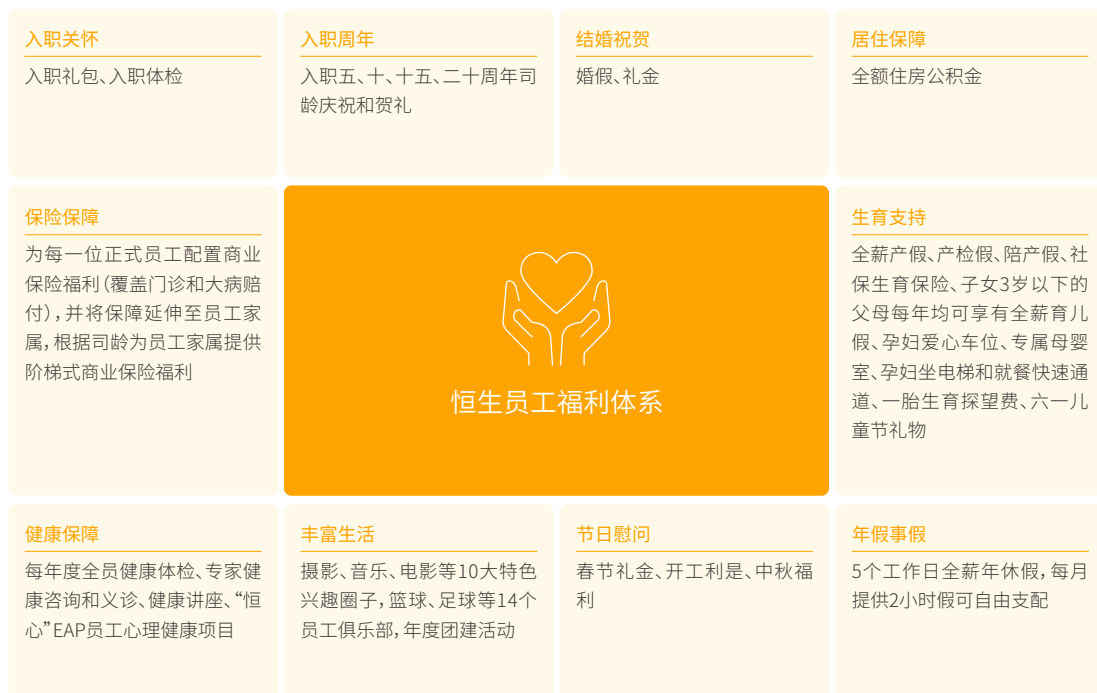 入职关怀
入职礼包、入职体检
入职周年
入职五、十、十五、二十周年司
龄庆祝和贺礼
结婚祝贺
婚假、礼金
居住保障
全额住房公积金
保险保障
为每一位正式员工配置商业
保险福利(覆盖门诊和大病赔
付),并将保障延伸至员工家
属,根据司龄为员工家属提供
阶梯式商业保险福利
恒生员工福利体系
生育支持
全薪产假、产检假、陪产假、社
保生育保险、子女3岁以下的
父母每年均可享有全薪育儿
假、孕妇爱心车位、专属母婴
室、孕妇坐电梯和就餐快速通
道、一胎生育探望费、六一儿
童节礼物
健康保障
每年度全员健康体检、专家健
康咨询和义诊、健康讲座、“恒
心”EAP员工心理健康项目
丰富生活
摄影、音乐、电影等10大特色
兴趣圈子,篮球、足球等14个
员工俱乐部,年度团建活动
节日慰问
春节礼金、开工利是、中秋福
利
年假事假
5个工作日全薪年休假,每月
提供2小时假可自由支配